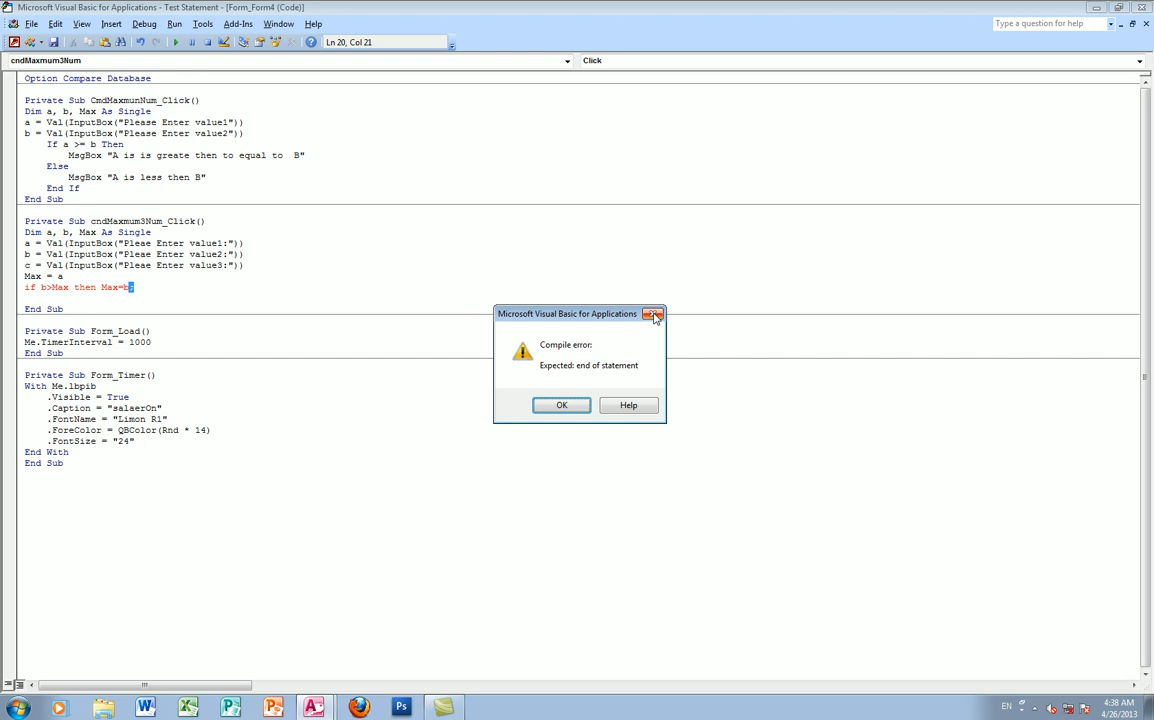 Microsoft Visual Basic for Applications - Test Statement - [Form_Form4 (Code)]
File Edit View Insert Format Debug Run Tools Add-Ins Window Help
Type a question for help
Ln 20, Col 21
cndMaxmum3Num
Click
Option Compare Database
Private Sub CmdMaxmunNum_Click()
Dim a, b, Max As Single
a = Val(InputBox("Please Enter value1"))
b = Val(InputBox("Please Enter value2"))
If a >= b Then
MsgBox "A is is greate then to equal to  B"
Else
MsgBox "A is less then B"
End If
End Sub
Private Sub cndMaxmum3Num_Click()
Dim a, b, Max As Single
a = Val(InputBox("Pleae Enter value1:"))
b = Val(InputBox("Pleae Enter value2:"))
c = Val(InputBox("Pleae Enter value3:"))
Max = a
if b>Max then Max=b;
End Sub
Private Sub Form_Load()
Me.TimerInterval = 1000
End Sub
Private Sub Form_Timer()
With Me.lbpib
.Visible = True
.Caption = "salaerOn"
.FontName = "Limon R1"
.ForeColor = QBColor(Rnd * 14)
.FontSize = "24"
End With
End Sub
Microsoft Visual Basic for Applications
Compile error:
Expected: end of statement
OK
Help
EN
4:38 AM
4/26/2013